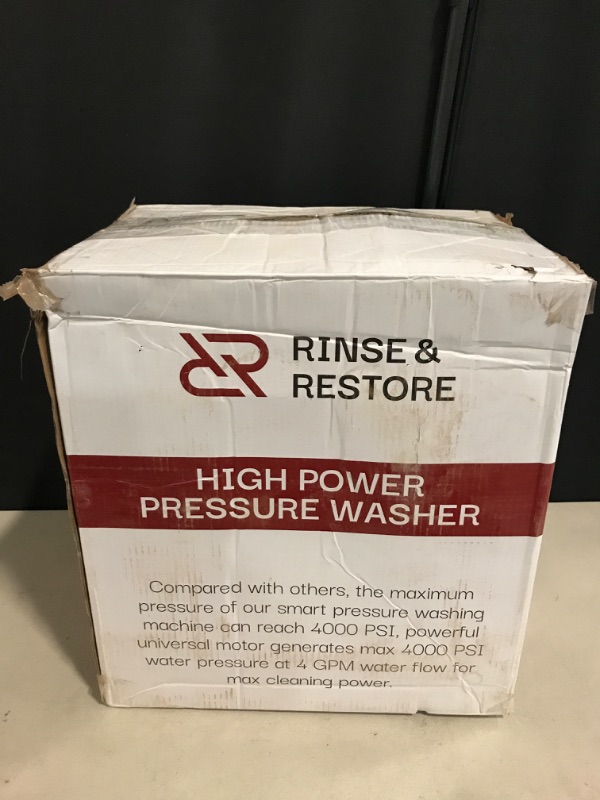 RINSE &
RESTORE
HIGH POWER
PRESSURE WASHER
Compared with others, the maximum
pressure of our smart pressure washing
machine can reach 4000 PSI, powerful
universal motor generates max 4000 PSI
water pressure at 4 GPM water flow for
max cleaning power.